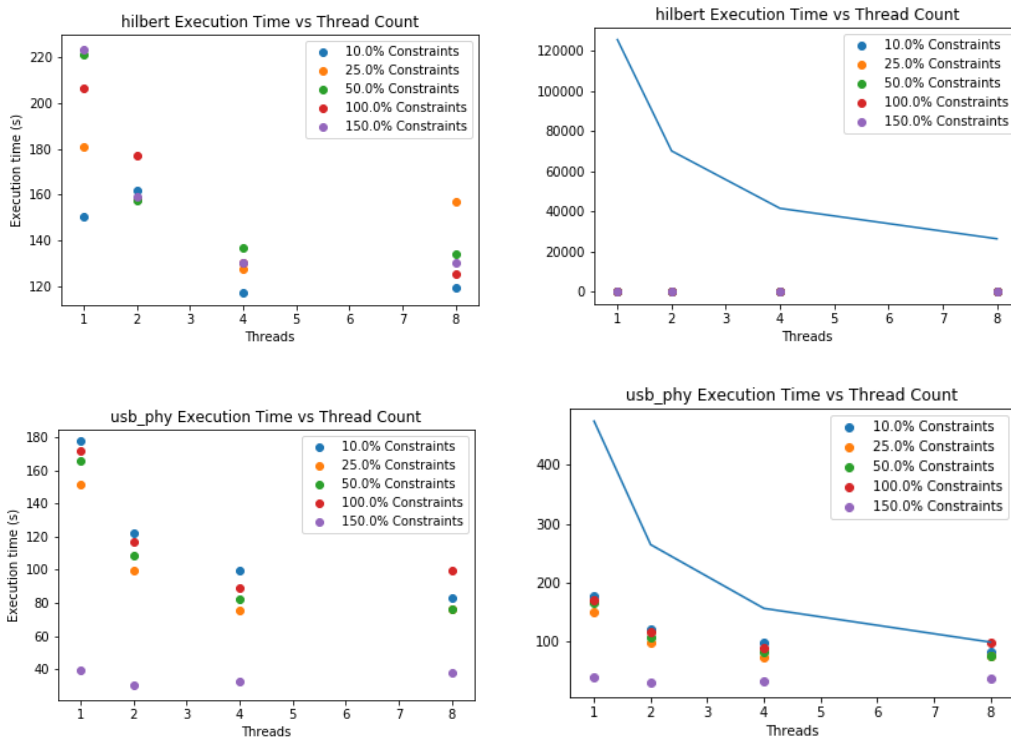 hilbert Execution Time vs Thread Count
220
200
180
160
140
120
Execution time (s)
10.0% Constraints
25.0% Constraints
50.0% Constraints
100.0% Constraints
150.0% Constraints
1 2 3 4 5 6 7 8
Threads
hilbert Execution Time vs Thread Count
120000
100000
80000
60000
40000
20000
0
10.0% Constraints
25.0% Constraints
50.0% Constraints
100.0% Constraints
150.0% Constraints
1 2 3 4 5 6 7 8
Threads
usb_phy Execution Time vs Thread Count
180
160
140
120
100
80
60
40
Execution time (s)
10.0% Constraints
25.0% Constraints
50.0% Constraints
100.0% Constraints
150.0% Constraints
1 2 3 4 5 6 7 8
Threads
usb_phy Execution Time vs Thread Count
400
300
200
100
10.0% Constraints
25.0% Constraints
50.0% Constraints
100.0% Constraints
150.0% Constraints
1 2 3 4 5 6 7 8
Threads